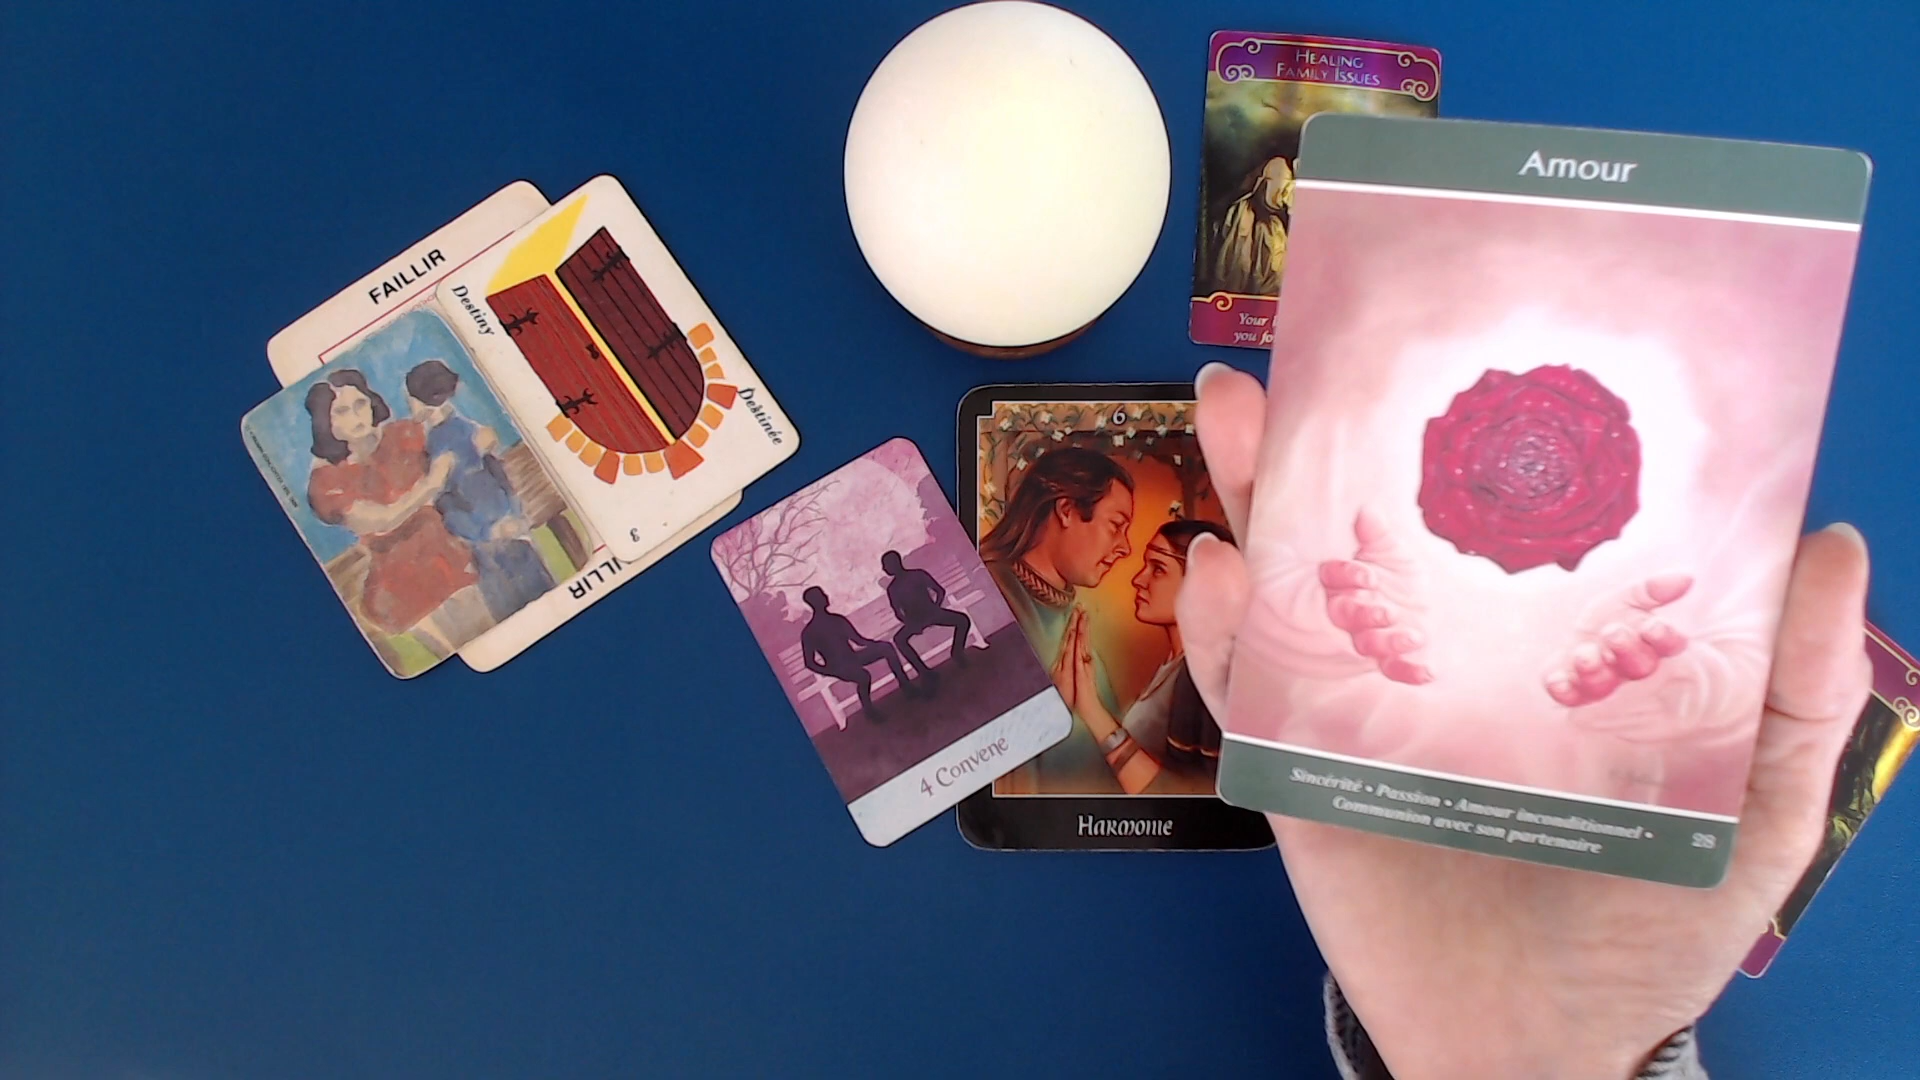 HEALING
FAMILY ISSUES
Your
you fo
Amour
Sincérité • Passion • Amour inconditionnel •
Communion avec son partenaire
28
FAILLIR
Destiny
Destinée
3
ILLIR
6
Harmonie
4 Convene